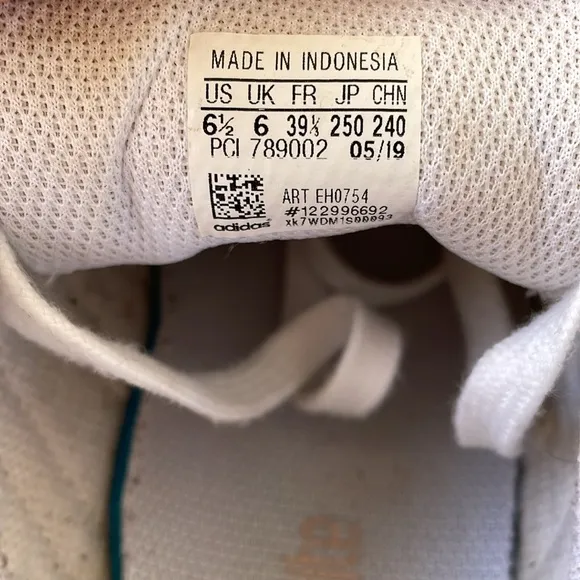 MADE IN INDONESIA
US UK FR JP CHN
6½ 6 39⅓ 250 240
PCI 789002 05/19
ART EH0754
#122996692
adidas